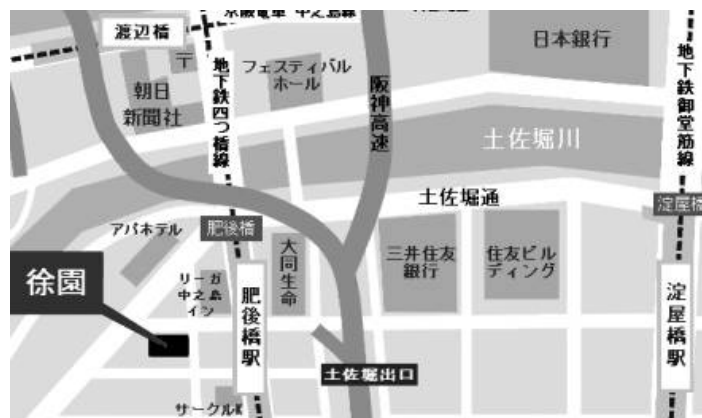 京阪電車 中之島線
渡辺橋
〒
朝日
新聞社
地下鉄四つ橋線
フェスティバル
ホール
阪神高速
日本銀行
地下鉄御堂筋線
土佐堀川
土佐堀通
淀屋橋
アパホテル
肥後橋
大同生命
三井住友
銀行
住友ビル
ディング
徐園
リーガ
中之島
イン
肥後橋駅
淀屋橋駅
土佐堀出口
サークルK